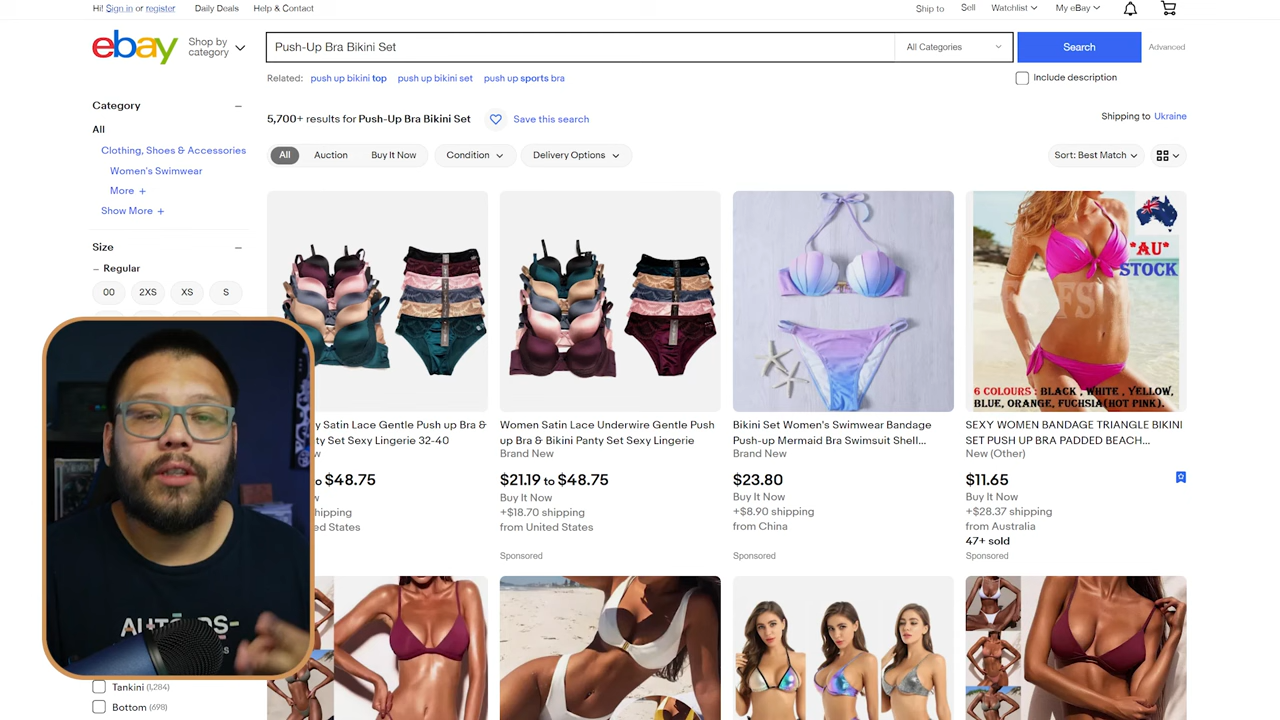 Hi! Sign in or register
Daily Deals
Help & Contact
Ship to
Sell
Watchlist
My eBay
ebay
Shop by
category
Push-Up Bra Bikini Set
All Categories
Search
Advanced
Related: push up bikini top push up bikini set push up sports bra
Include description
Category
All
Clothing, Shoes & Accessories
Women's Swimwear
More +
Show More +
Size
Regular
00 2XS XS S
Tankini (1,284)
Bottom (698)
5,700+ results for Push-Up Bra Bikini Set
Save this search
Shipping to Ukraine
All
Auction
Buy It Now
Condition
Delivery Options
Sort: Best Match
y Satin Lace Gentle Push up Bra &
ty Set Sexy Lingerie 32-40
w
o $48.75
w
hipping
ed States
Women Satin Lace Underwire Gentle Push
up Bra & Bikini Panty Set Sexy Lingerie
Brand New
$21.19 to $48.75
Buy It Now
+$18.70 shipping
from United States
Sponsored
Bikini Set Women's Swimwear Bandage
Push-up Mermaid Bra Swimsuit Shell...
Brand New
$23.80
Buy It Now
+$8.90 shipping
from China
Sponsored
*AU*
STOCK
6 COLOURS : BLACK , WHITE , YELLOW,
BLUE, ORANGE, FUCHSIA(HOT PINK).
SEXY WOMEN BANDAGE TRIANGLE BIKINI
SET PUSH UP BRA PADDED BEACH...
New (Other)
$11.65
Buy It Now
+$28.37 shipping
from Australia
47+ sold
Sponsored